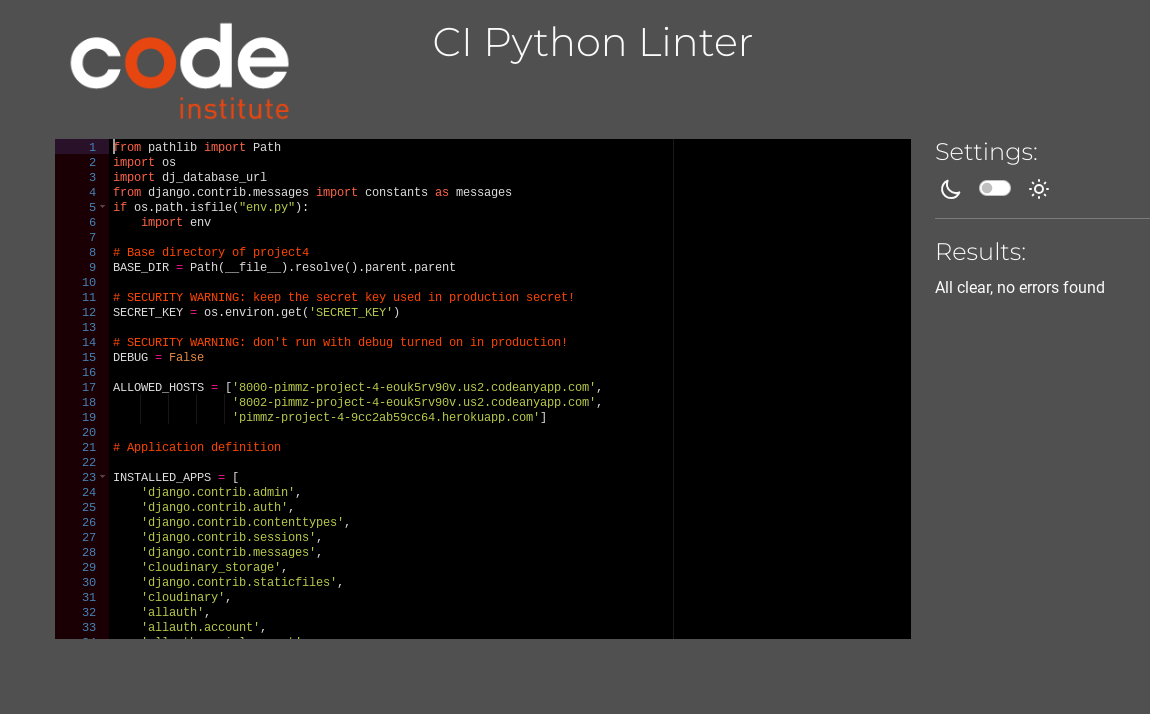 code
institute
CI Python Linter
1 from pathlib import Path
2 import os
3 import dj_database_url
4 from django.contrib.messages import constants as messages
5 if os.path.isfile("env.py"):
6     import env
7
8 # Base directory of project4
9 BASE_DIR = Path(__file__).resolve().parent.parent
10
11 # SECURITY WARNING: keep the secret key used in production secret!
12 SECRET_KEY = os.environ.get('SECRET_KEY')
13
14 # SECURITY WARNING: don't run with debug turned on in production!
15 DEBUG = False
16
17 ALLOWED_HOSTS = ['8000-pimmz-project-4-eouk5rv90v.us2.codeanyapp.com',
18                  '8002-pimmz-project-4-eouk5rv90v.us2.codeanyapp.com',
19                  'pimmz-project-4-9cc2ab59cc64.herokuapp.com']
20
21 # Application definition
22
23 INSTALLED_APPS = [
24     'django.contrib.admin',
25     'django.contrib.auth',
26     'django.contrib.contenttypes',
27     'django.contrib.sessions',
28     'django.contrib.messages',
29     'cloudinary_storage',
30     'django.contrib.staticfiles',
31     'cloudinary',
32     'allauth',
33     'allauth.account',
Settings:
Results:
All clear, no errors found